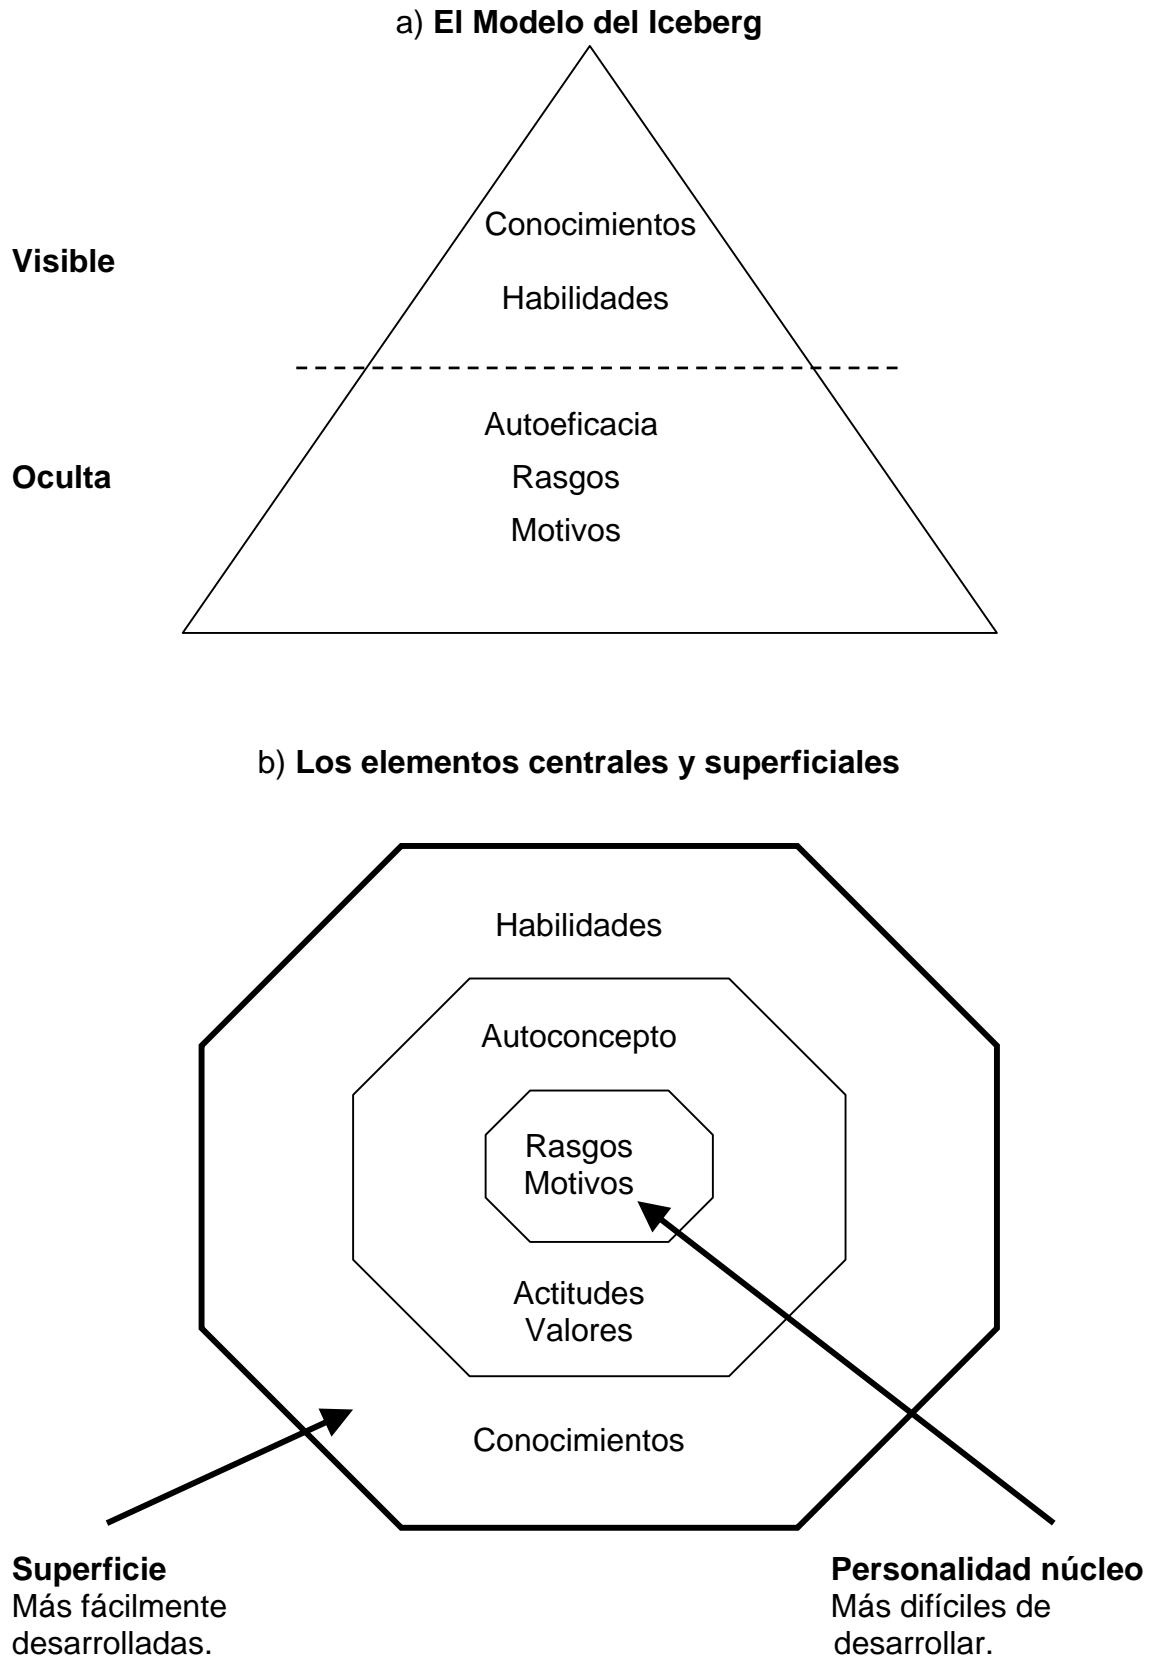 a) El Modelo del Iceberg
Conocimientos
Visible
Habilidades
Autoeficacia
Oculta
Rasgos
Motivos
b) Los elementos centrales y superficiales
Habilidades
Autoconcepto
Rasgos
Motivos
Actitudes
Valores
Conocimientos
Superficie
Más fácilmente
desarrolladas.
Personalidad núcleo
Más difíciles de
desarrollar.